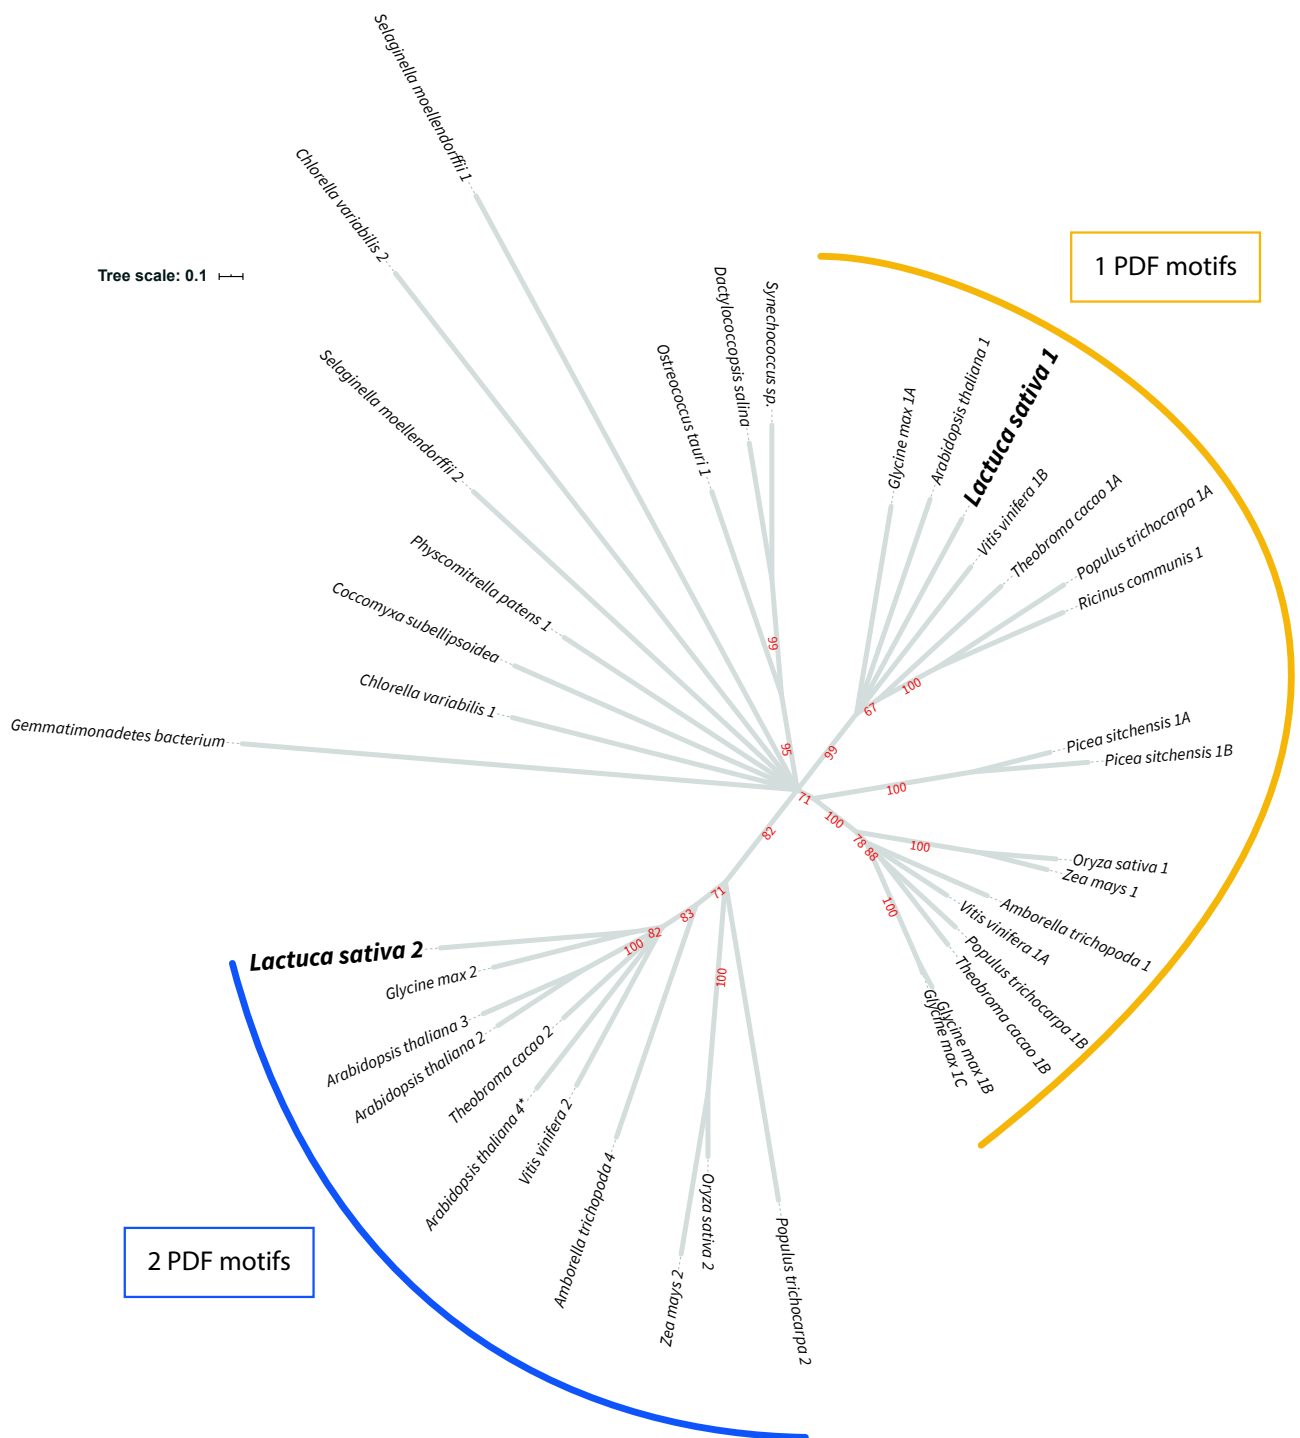 Selaginella moellendorffii 1
Chlorella variabilis 2
Tree scale: 0.1
1 PDF motifs
Selaginella moellendorffii 2
Ostreococcus tauri 1
Dactylococcopsis salina
Synechococcus sp.
Glycine max 1A
Arabidopsis thaliana 1
Lactuca sativa 1
Vitis vinifera 1B
Theobroma cacao 1A
Populus trichocarpa 1A
Ricinus communis 1
Physcomitrella patens 1
Coccomyxa subellipsoidea
Chlorella variabilis 1
Gemmatimonadetes bacterium
99
100
67
95
99
Picea sitchensis 1A
Picea sitchensis 1B
100
71
100
82
78
88
100
Oryza sativa 1
Zea mays 1
Amborella trichopoda 1
Vitis vinifera 1A
Populus trichocarpa 1B
Theobroma cacao 1B
Glycine max 1B
Glycine max 1C
100
71
83
82
100
100
Lactuca sativa 2
Glycine max 2
Arabidopsis thaliana 3
Arabidopsis thaliana 2
Theobroma cacao 2
Arabidopsis thaliana 4*
Vitis vinifera 2
Amborella trichopoda 4
Zea mays 2
Oryza sativa 2
Populus trichocarpa 2
2 PDF motifs